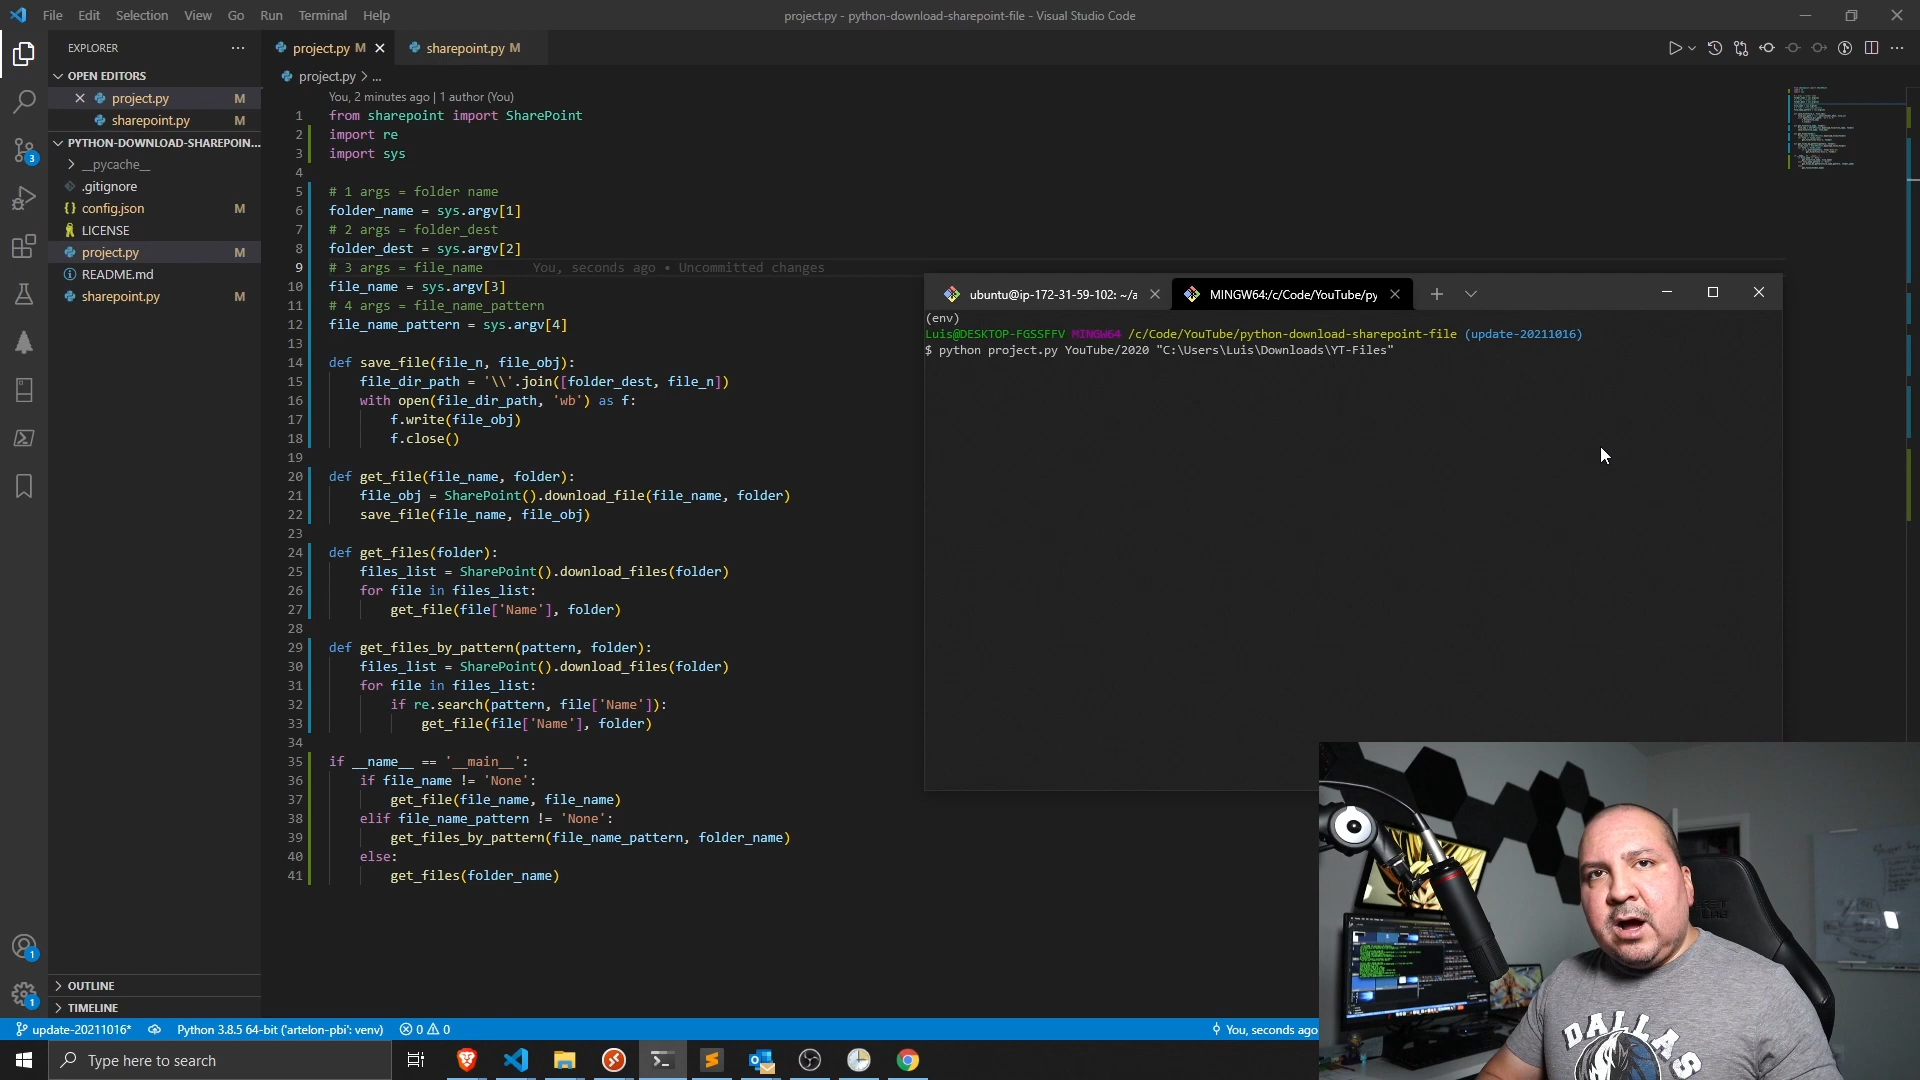 File Edit Selection View Go Run Terminal Help
project.py - python-download-sharepoint-file - Visual Studio Code
EXPLORER
OPEN EDITORS
project.py M
sharepoint.py M
PYTHON-DOWNLOAD-SHAREPOIN...
__pycache__
.gitignore
config.json M
LICENSE
project.py M
README.md
sharepoint.py M
OUTLINE
TIMELINE
3
1
1
project.py M
sharepoint.py M
project.py > ...
You, 2 minutes ago | 1 author (You)
1 from sharepoint import SharePoint
2 import re
3 import sys
4
5 # 1 args = folder name
6 folder_name = sys.argv[1]
7 # 2 args = folder_dest
8 folder_dest = sys.argv[2]
9 # 3 args = file_name You, seconds ago • Uncommitted changes
10 file_name = sys.argv[3]
11 # 4 args = file_name_pattern
12 file_name_pattern = sys.argv[4]
13
14 def save_file(file_n, file_obj):
15 file_dir_path = '\\'.join([folder_dest, file_n])
16 with open(file_dir_path, 'wb') as f:
17 f.write(file_obj)
18 f.close()
19
20 def get_file(file_name, folder):
21 file_obj = SharePoint().download_file(file_name, folder)
22 save_file(file_name, file_obj)
23
24 def get_files(folder):
25 files_list = SharePoint().download_files(folder)
26 for file in files_list:
27 get_file(file['Name'], folder)
28
29 def get_files_by_pattern(pattern, folder):
30 files_list = SharePoint().download_files(folder)
31 for file in files_list:
32 if re.search(pattern, file['Name']):
33 get_file(file['Name'], folder)
34
35 if __name__ == '__main__':
36 if file_name != 'None':
37 get_file(file_name, file_name)
38 elif file_name_pattern != 'None':
39 get_files_by_pattern(file_name_pattern, folder_name)
40 else:
41 get_files(folder_name)
ubuntu@ip-172-31-59-102: ~/a
MINGW64:/c/Code/YouTube/py
(env)
Luis@DESKTOP-FGSSFFV MINGW64 /c/Code/YouTube/python-download-sharepoint-file (update-20211016)
$ python project.py YouTube/2020 "C:\Users\Luis\Downloads\YT-Files"
DALLAS
update-20211016*
Python 3.8.5 64-bit ('artelon-pbi': venv)
0 0
You, seconds ago
Type here to search